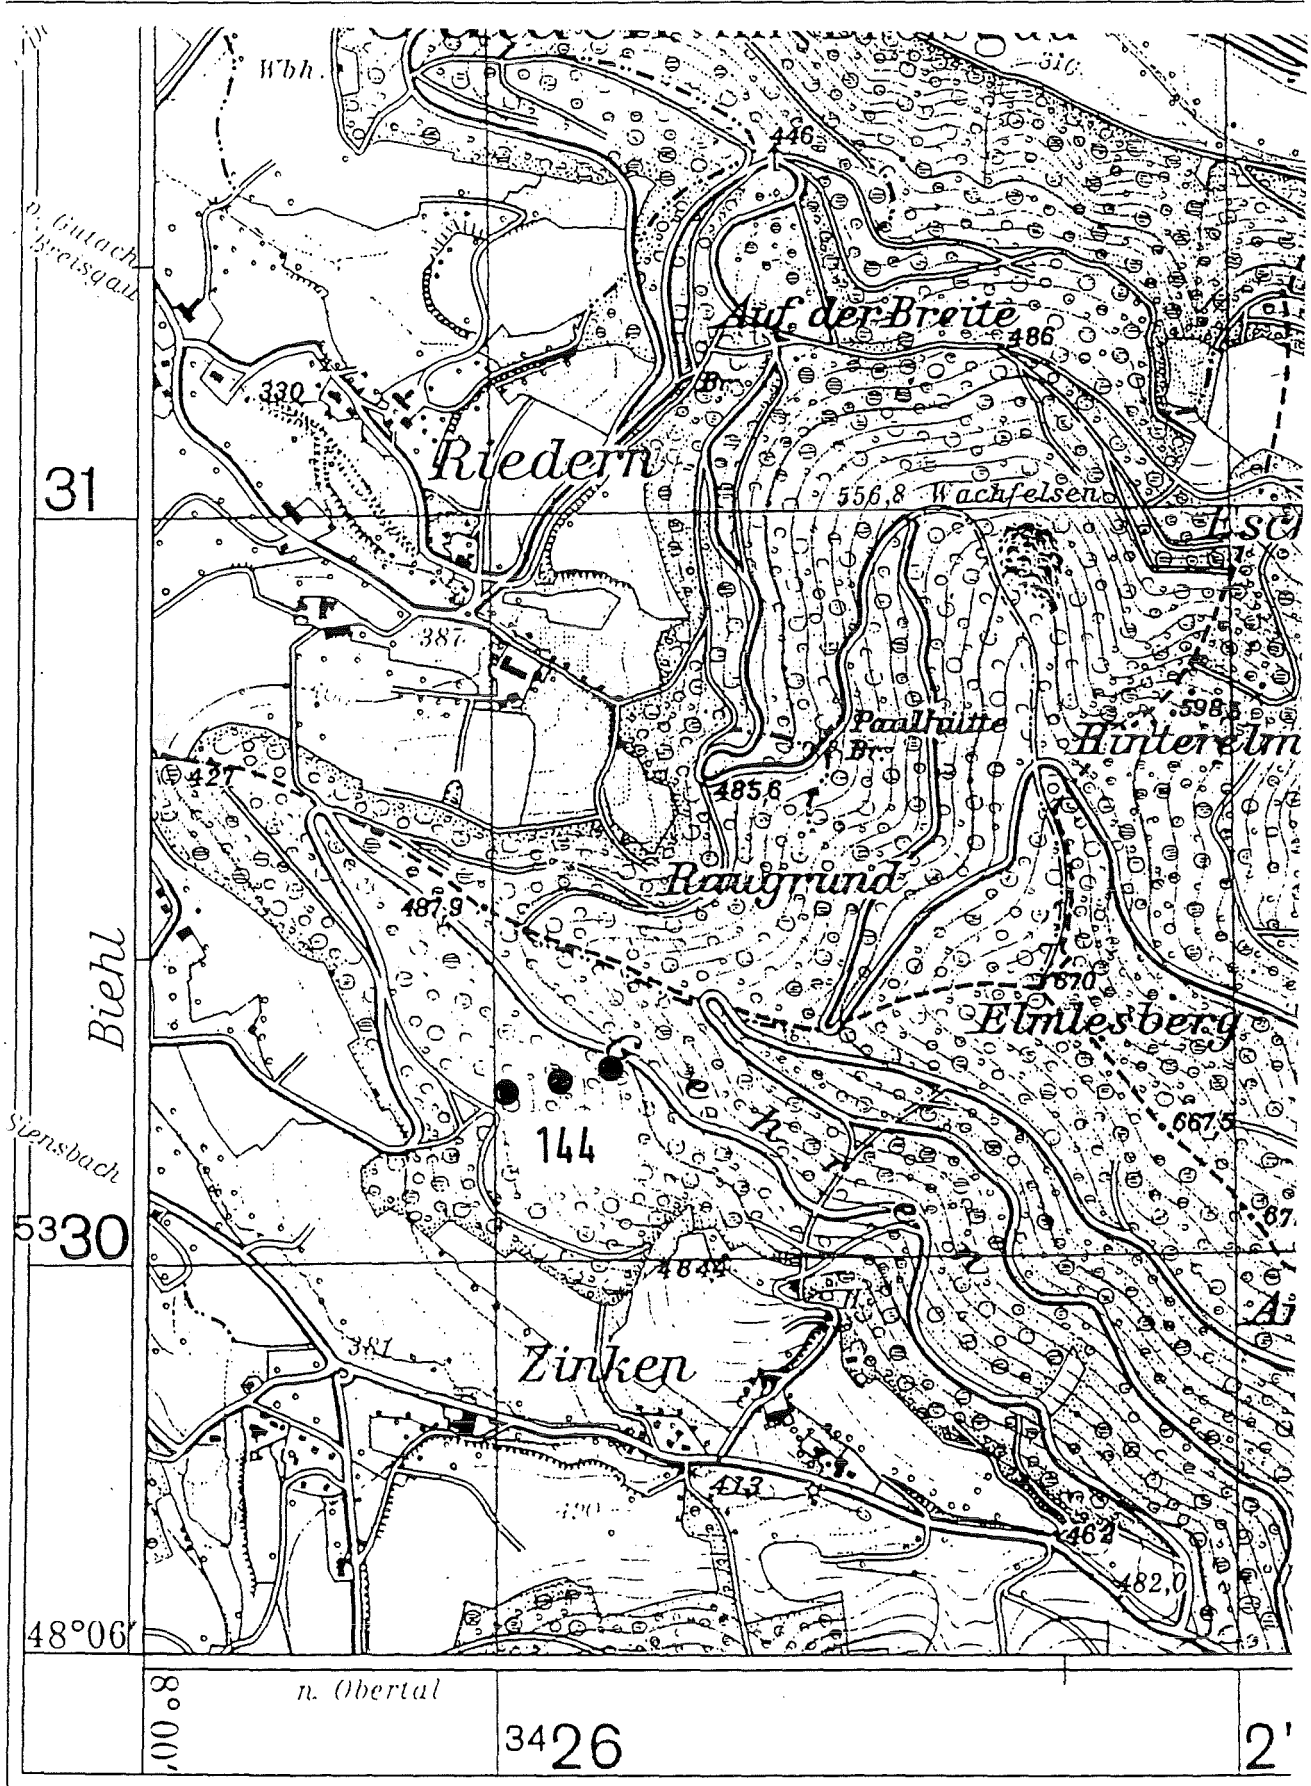 Wbh.
310
446
n. Gutach
Breisgau
Auf der Breite
486
Br.
330
Riedern
31
556,8 Wachfelsen
387
598
Paulhütte
Br.
Hinterelm
427
485,6
Raugrund
487,9
Biehl
670
Elmlesberg
667,5
144
Siensbach
5330
484,4
67
381
Zinken
413
420
462
482,0
48°06'
n. Obertal
8°00'
3426
2'